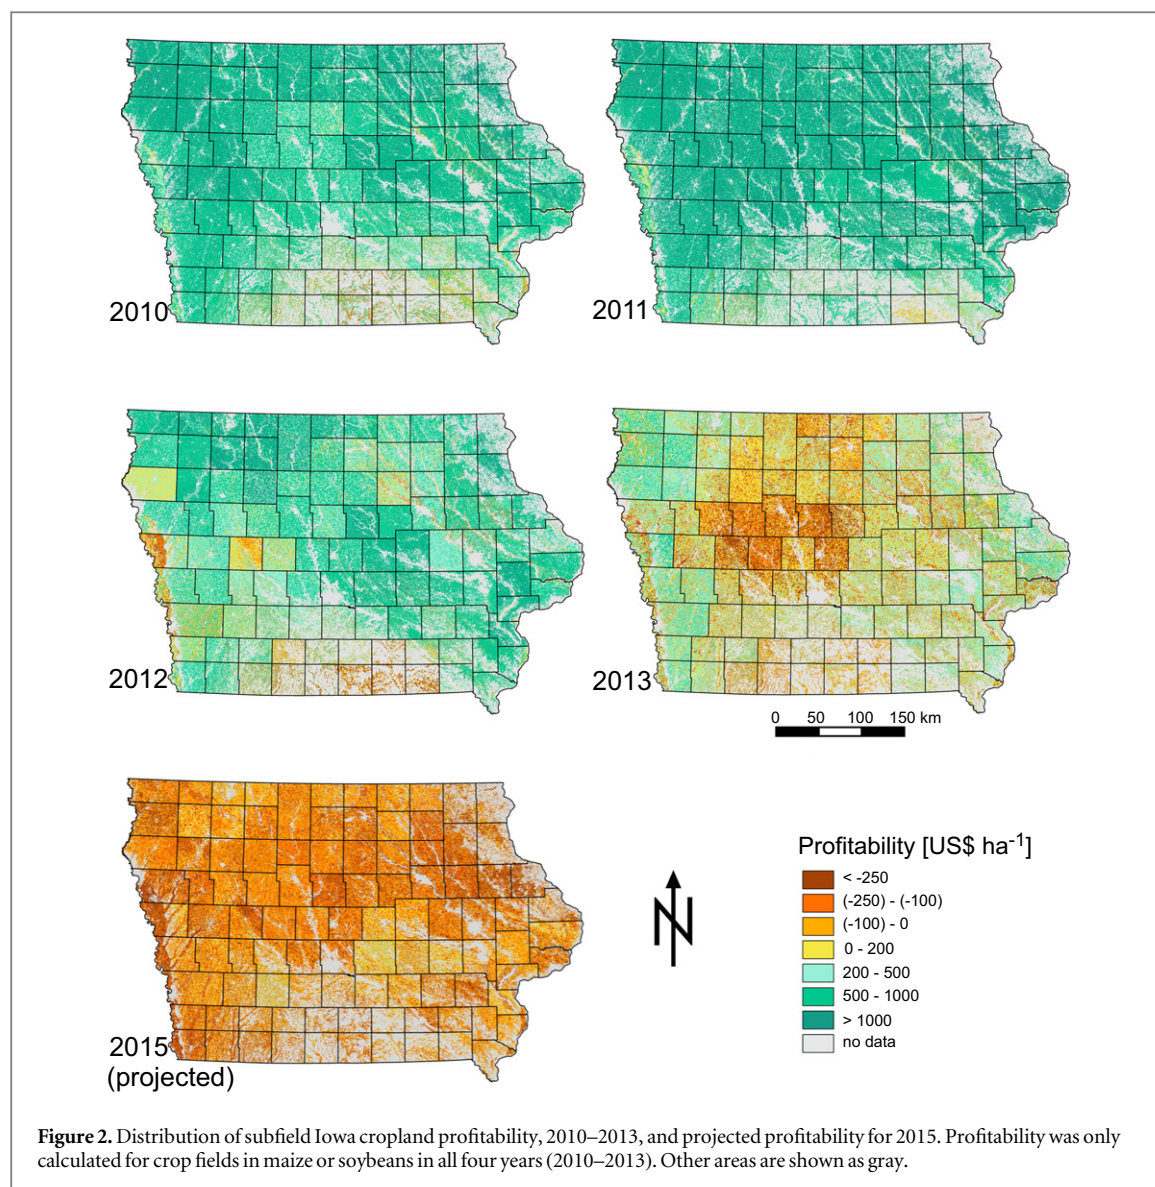 2010
2011
2012
2013
0 50 100 150 km
2015
(projected)
N
Profitability [US$ ha-1]
< -250
(-250) - (-100)
(-100) - 0
0 - 200
200 - 500
500 - 1000
> 1000
no data
Figure 2. Distribution of subfield Iowa cropland profitability, 2010–2013, and projected profitability for 2015. Profitability was only
calculated for crop fields in maize or soybeans in all four years (2010–2013). Other areas are shown as gray.